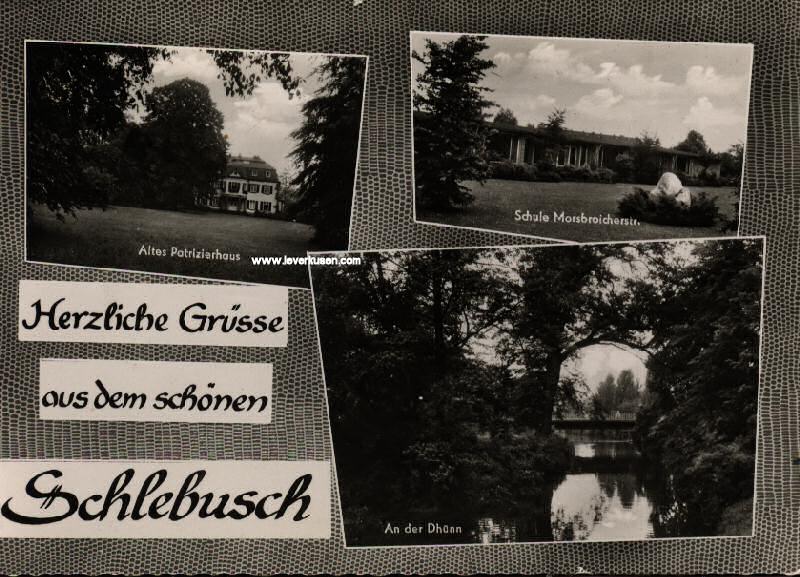 Schule Morsbroicherstr.
Altes Patrizierhaus
www.leverkusen.com
Herzliche Grüsse
aus dem schönen
Schlebusch
An der Dhünn